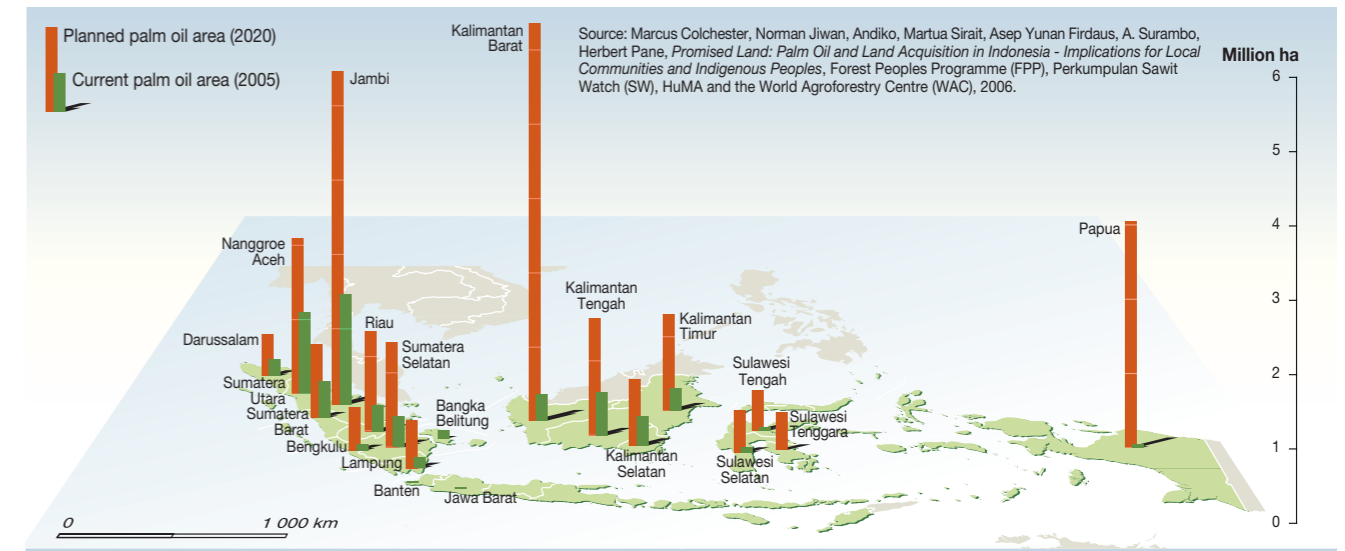 Planned palm oil area (2020)
Current palm oil area (2005)
Kalimantan
Barat
Source: Marcus Colchester, Norman Jiwan, Andiko, Martua Sirait, Asep Yunan Firdaus, A. Surambo,
Herbert Pane, Promised Land: Palm Oil and Land Acquisition in Indonesia - Implications for Local
Communities and Indigenous Peoples, Forest Peoples Programme (FPP), Perkumpulan Sawit
Watch (SW), HuMA and the World Agroforestry Centre (WAC), 2006.
Million ha
6
5
4
3
2
1
0
Jambi
Nanggroe
Aceh
Darussalam
Riau
Sumatera
Selatan
Sumatera
Utara
Sumatera
Barat
Bengkulu
Lampung
Bangka
Belitung
Banten
Jawa Barat
Kalimantan
Tengah
Kalimantan
Timur
Kalimantan
Selatan
Sulawesi
Tengah
Sulawesi
Tenggara
Sulawesi
Selatan
Papua
0
1 000 km